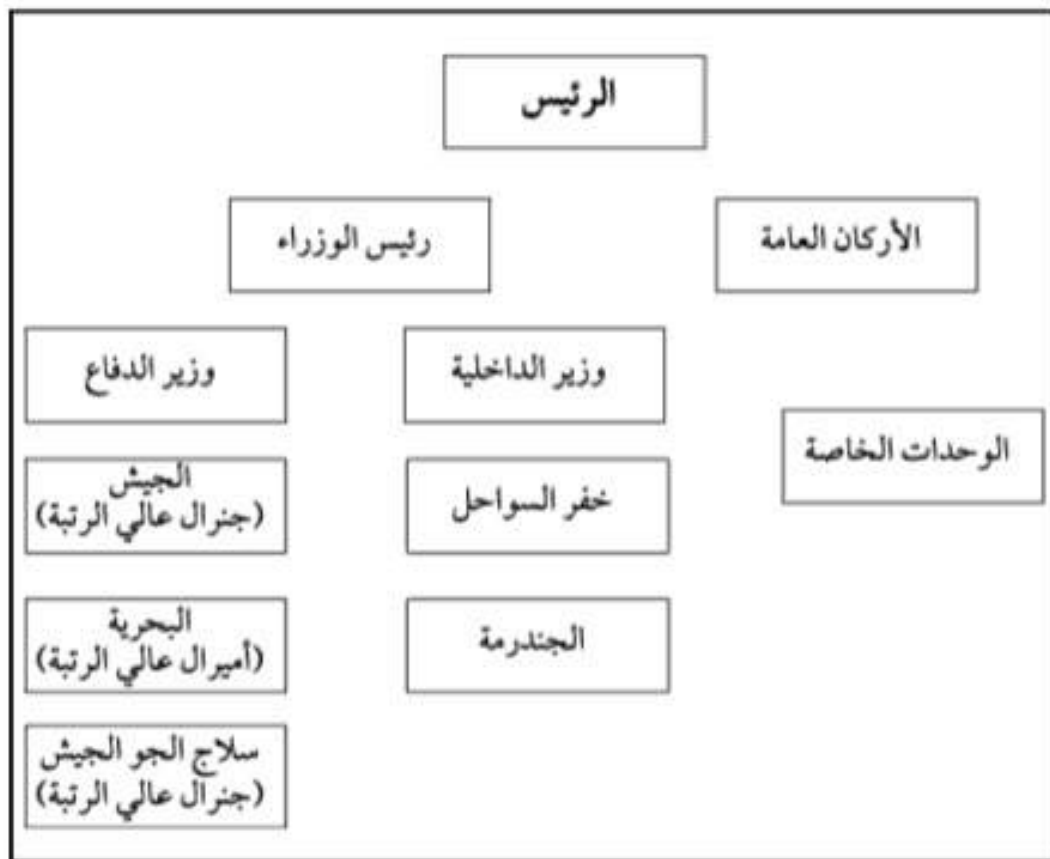 الرئيس
الأركان العامة
رئيس الوزراء
وزير الداخلية
وزير الدفاع
الوحدات الخاصة
خفر السواحل
الجيش
(جنرال عالي الرتبة)
الجندرمة
البحرية
(أميرال عالي الرتبة)
سلاج الجو الجيش
(جنرال عالي الرتبة)